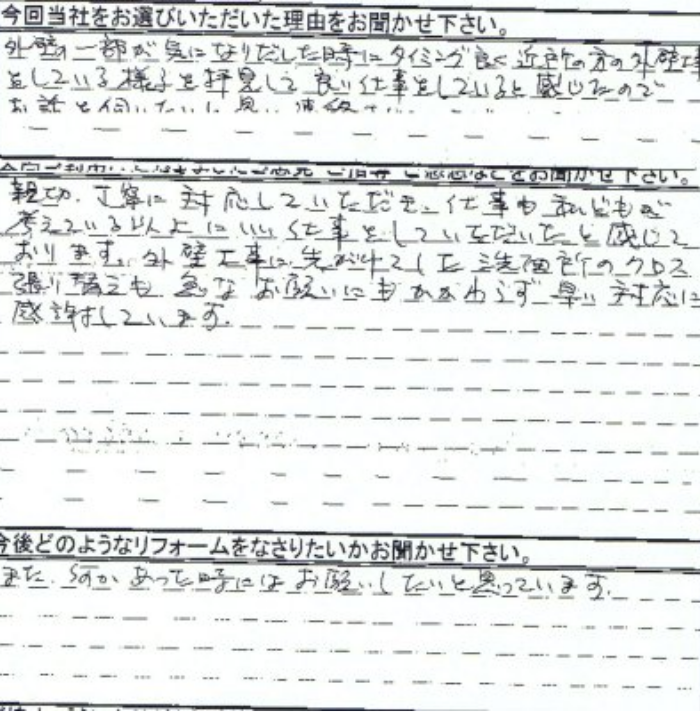 今回当社をお選びいただいた理由をお聞かせ下さい。
外壁の一部が気になりだした時にタイミング良く近所の方の外壁工事
をしている様子を拝見して良い仕事をしていると感じたので
お話を伺いたいと思い
お聞かせ下さい。
親切、丁寧に対応していただき、仕事も私どもが
考えている以上にいい仕事をしていただいたと感じて
おります。外壁工事に先がけてした洗面所のクロス
張り替えも急なお願いにもかかわらず早い対応に
感謝しています。
今後どのようなリフォームをなさりたいかお聞かせ下さい。
また、何かあった時にはお願いしたいと思っています。